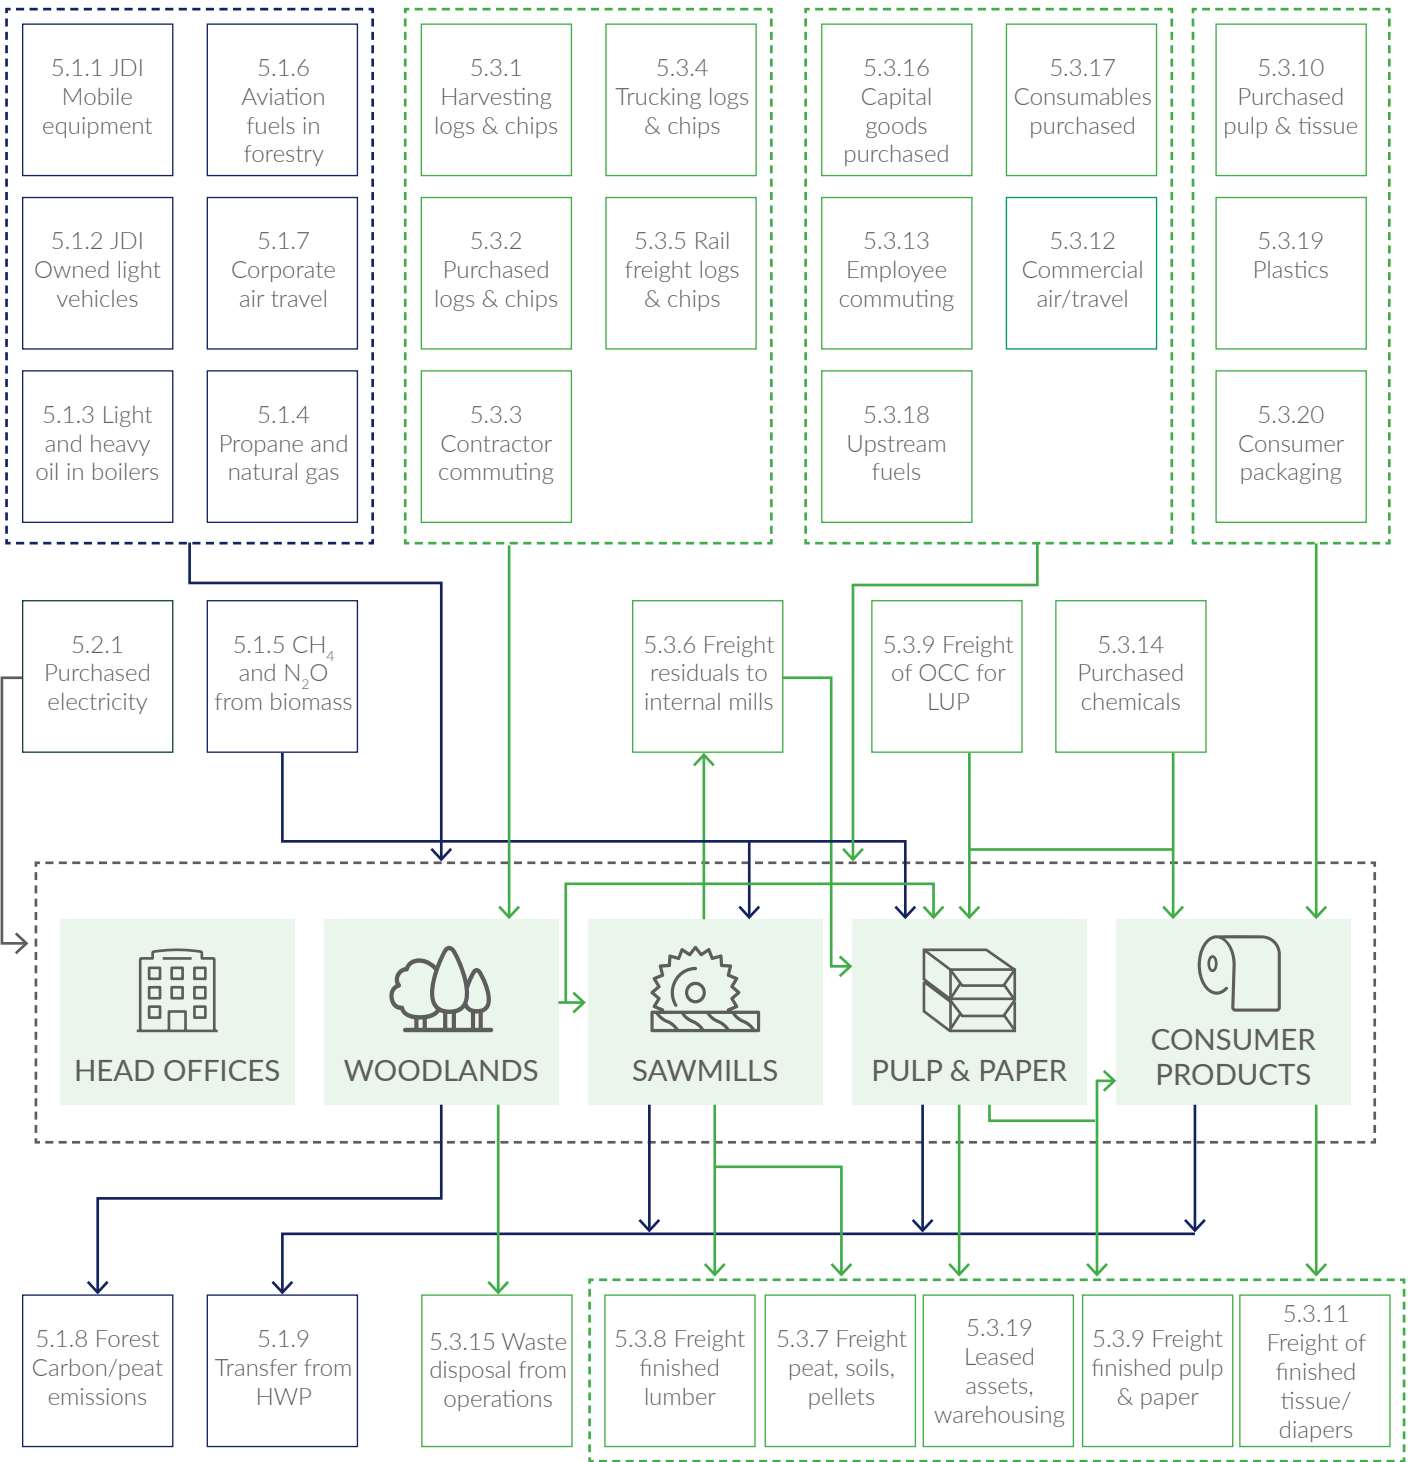 5.1.1 JDI
Mobile
equipment
5.1.6
Aviation
fuels in
forestry
5.1.2 JDI
Owned light
vehicles
5.1.7
Corporate
air travel
5.1.3 Light
and heavy
oil in boilers
5.1.4
Propane and
natural gas
5.3.1
Harvesting
logs & chips
5.3.4
Trucking logs
& chips
5.3.2
Purchased
logs & chips
5.3.5 Rail
freight logs
& chips
5.3.3
Contractor
commuting
5.3.16
Capital
goods
purchased
5.3.17
Consumables
purchased
5.3.13
Employee
commuting
5.3.12
Commercial
air/travel
5.3.18
Upstream
fuels
5.3.10
Purchased
pulp & tissue
5.3.19
Plastics
5.3.20
Consumer
packaging
5.2.1
Purchased
electricity
5.1.5 CH4
and N2O
from biomass
5.3.6 Freight
residuals to
internal mills
5.3.9 Freight
of OCC for
LUP
5.3.14
Purchased
chemicals
HEAD OFFICES
WOODLANDS
SAWMILLS
PULP & PAPER
CONSUMER
PRODUCTS
5.1.8 Forest
Carbon/peat
emissions
5.1.9
Transfer from
HWP
5.3.15 Waste
disposal from
operations
5.3.8 Freight
finished
lumber
5.3.7 Freight
peat, soils,
pellets
5.3.19
Leased
assets,
warehousing
5.3.9 Freight
finished pulp
& paper
5.3.11
Freight of
finished
tissue/
diapers